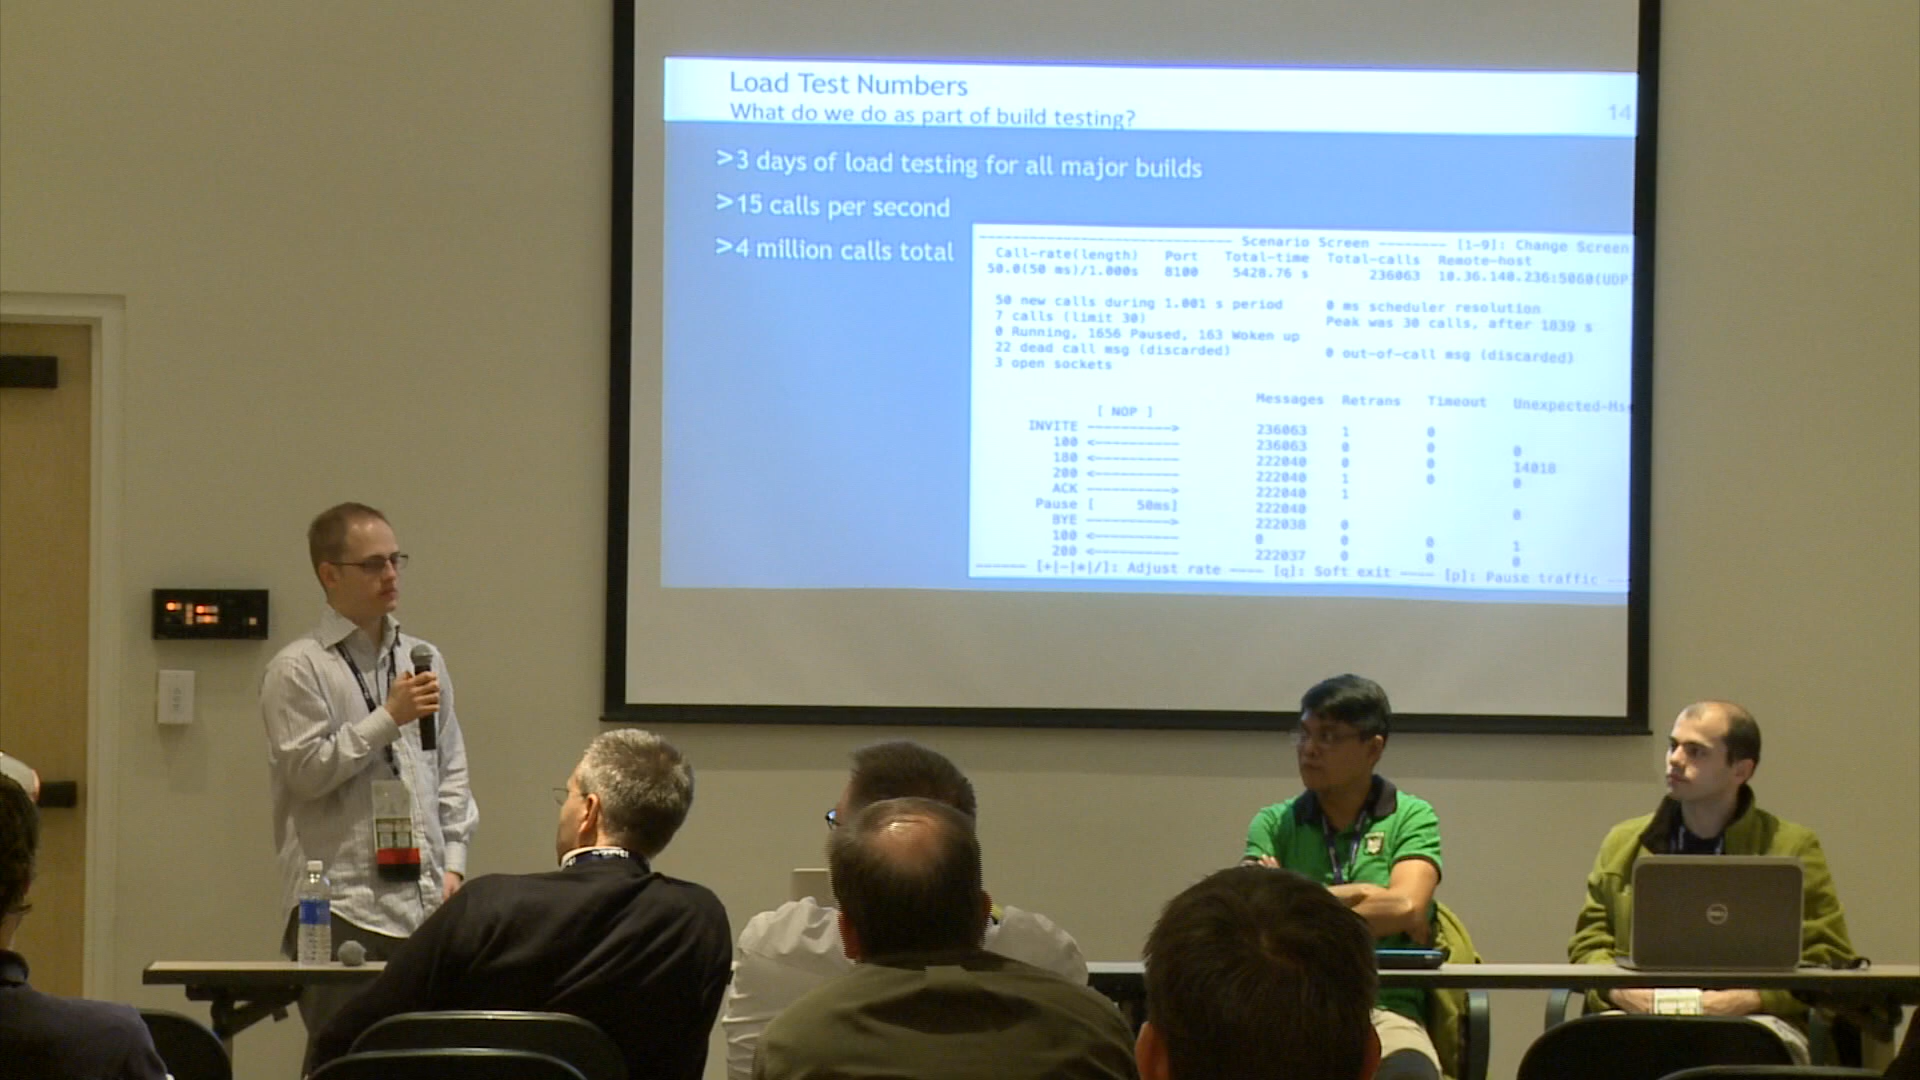 Load Test Numbers
What do we do as part of build testing?
14
>3 days of load testing for all major builds
>15 calls per second
>4 million calls total
------------------------------ Scenario Screen -------- [1-9]: Change Screen
Call-rate(length) Port Total-time Total-calls Remote-host
50.0(50 ms)/1.000s 8100 5428.76 s 236063 10.36.140.236:5060(UDP
50 new calls during 1.001 s period 0 ms scheduler resolution
7 calls (limit 30) Peak was 30 calls, after 1839 s
0 Running, 1656 Paused, 163 Woken up
22 dead call msg (discarded) 0 out-of-call msg (discarded)
3 open sockets
Messages Retrans Timeout Unexpected-Ms
[ NOP ]
INVITE ----------> 236063 1 0
100 <---------- 236063 0 0 0
180 <---------- 222040 0 0 14018
200 <---------- 222040 1 0 0
ACK ----------> 222040 1
Pause [ 50ms] 222040 0
BYE ----------> 222038 0
100 <---------- 0 0 0 1
200 <---------- 222037 0 0 0
------ [+|-|*|/]: Adjust rate ---- [q]: Soft exit ---- [p]: Pause traffic ---
DELL